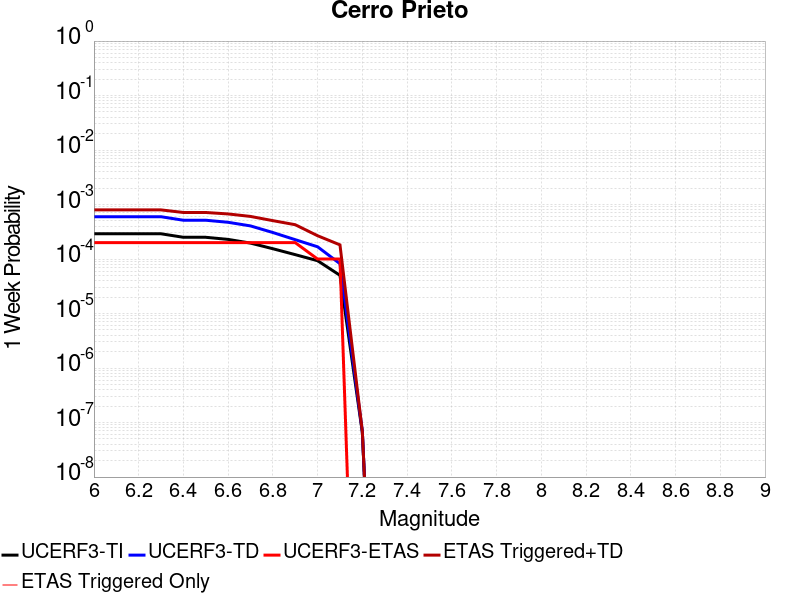 Cerro Prieto
10^0
10^-1
10^-2
10^-3
10^-4
10^-5
10^-6
10^-7
10^-8
1 Week Probability
6 6.2 6.4 6.6 6.8 7 7.2 7.4 7.6 7.8 8 8.2 8.4 8.6 8.8 9
Magnitude
UCERF3-TI UCERF3-TD UCERF3-ETAS ETAS Triggered+TD
ETAS Triggered Only